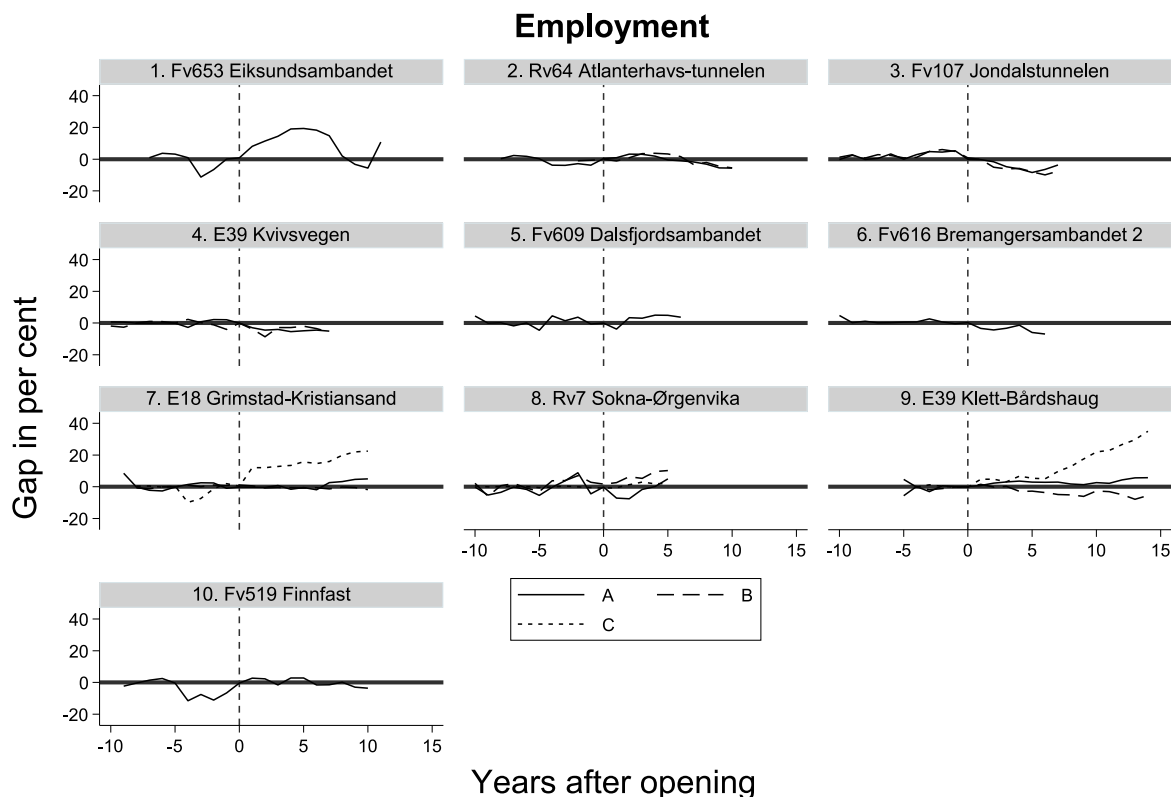 Employment
1. Fv653 Eiksundsambandet
2. Rv64 Atlanterhavs-tunnelen
3. Fv107 Jondalstunnelen
40
20
0
-20
4. E39 Kvivsvegen
5. Fv609 Dalsfjordsambandet
6. Fv616 Bremangersambandet 2
40
20
0
-20
7. E18 Grimstad-Kristiansand
8. Rv7 Sokna-Ørgenvika
9. E39 Klett-Bårdshaug
40
20
0
-20
-10 -5 0 5 10 15
-10 -5 0 5 10 15
10. Fv519 Finnfast
40
20
0
-20
-10 -5 0 5 10 15
A B
C
Gap in per cent
Years after opening